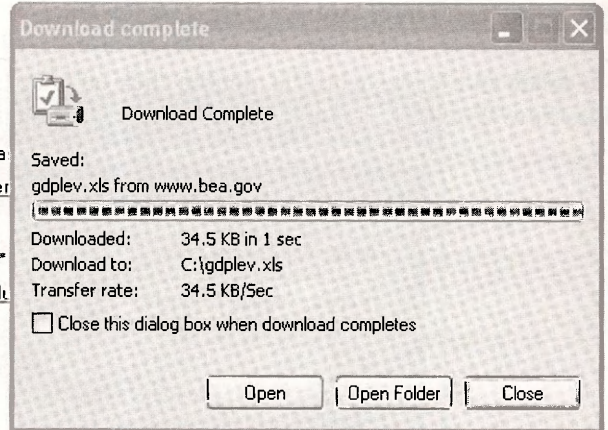 Download complete
Download Complete
Saved:
gdplev.xls from www.bea.gov
Downloaded: 34.5 KB in 1 sec
Download to: C:\gdplev.xls
Transfer rate: 34.5 KB/Sec
Close this dialog box when download completes
Open Open Folder Close